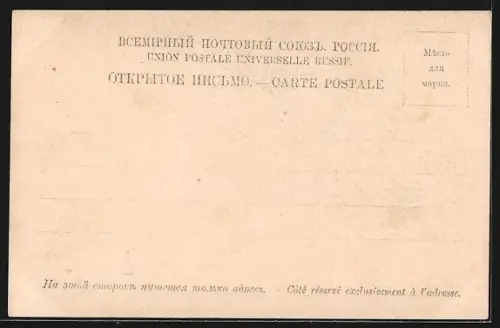 ВСЕМІРНЫЙ ПОЧТОВЫЙ СОЮЗЪ. РОССІЯ.
UNION POSTALE UNIVERSELLE RUSSIE.
ОТКРЫТОЕ ПИСЬМО. — CARTE POSTALE
Мѣсто
для
марки.
На этой сторонѣ пишется только адресъ. - Côté réservé exclusivement à l'adresse.